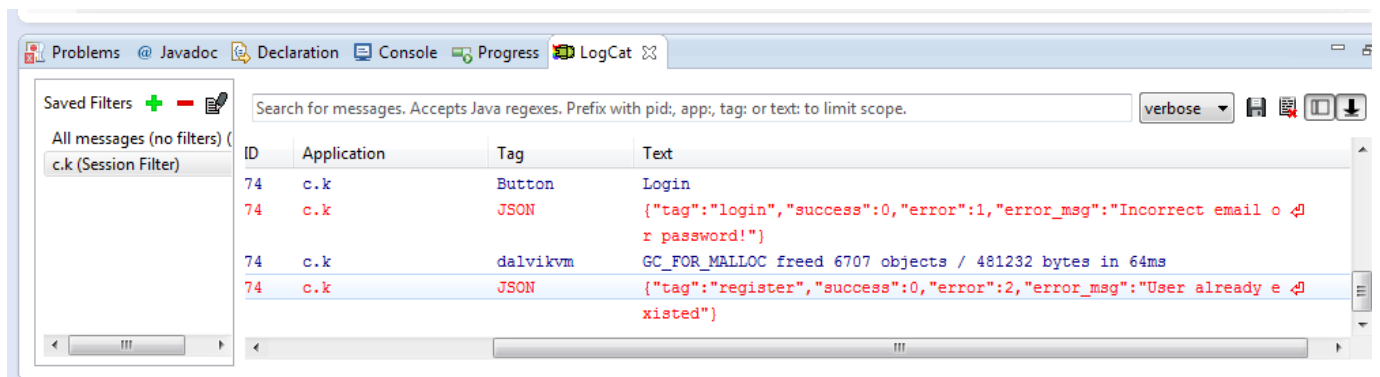 Problems @ Javadoc Declaration Console Progress LogCat
Saved Filters
Search for messages. Accepts Java regexes. Prefix with pid:, app:, tag: or text: to limit scope.
verbose
All messages (no filters) (
c.k (Session Filter)
ID Application Tag Text
74 c.k Button Login
74 c.k JSON {"tag":"login","success":0,"error":1,"error_msg":"Incorrect email o
r password!"}
74 c.k dalvikvm GC_FOR_MALLOC freed 6707 objects / 481232 bytes in 64ms
74 c.k JSON {"tag":"register","success":0,"error":2,"error_msg":"User already e
xisted"}